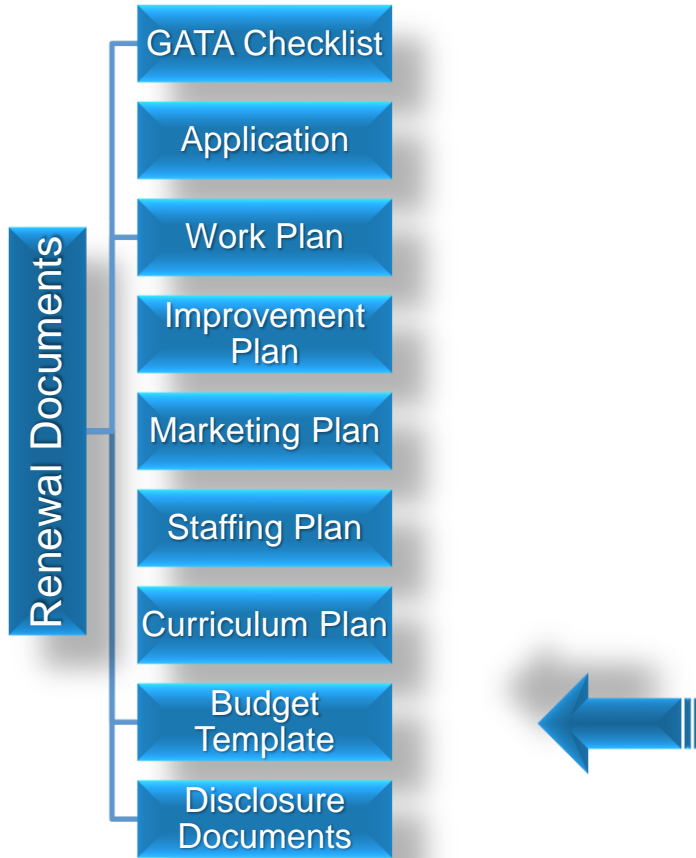 Renewal Documents
GATA Checklist
Application
Work Plan
Improvement
Plan
Marketing Plan
Staffing Plan
Curriculum Plan
Budget
Template
Disclosure
Documents